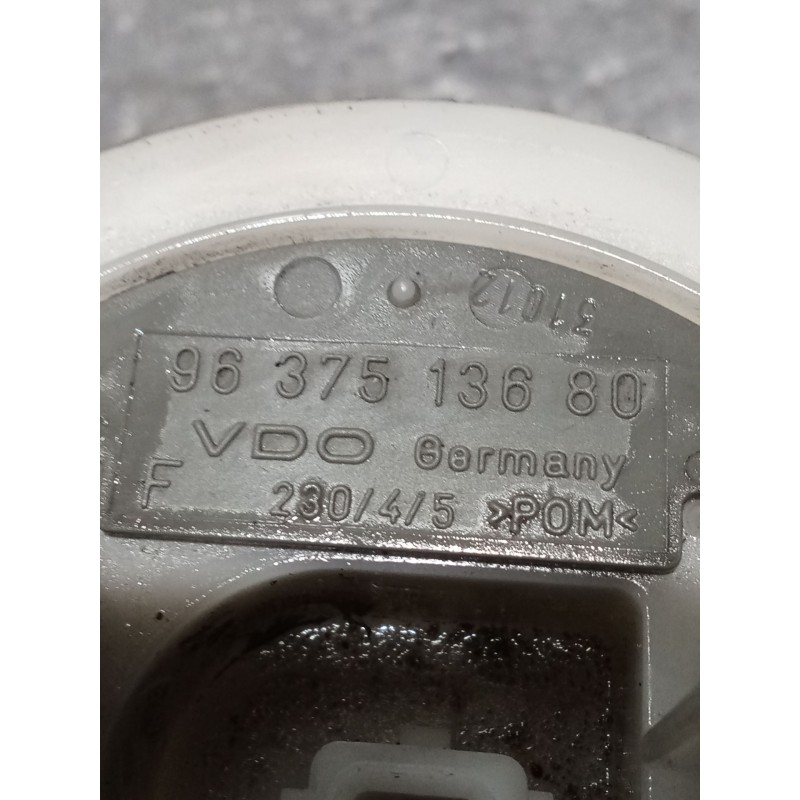 31012
96 375 136 80
VDO Germany
F 230/4/5 >POM<